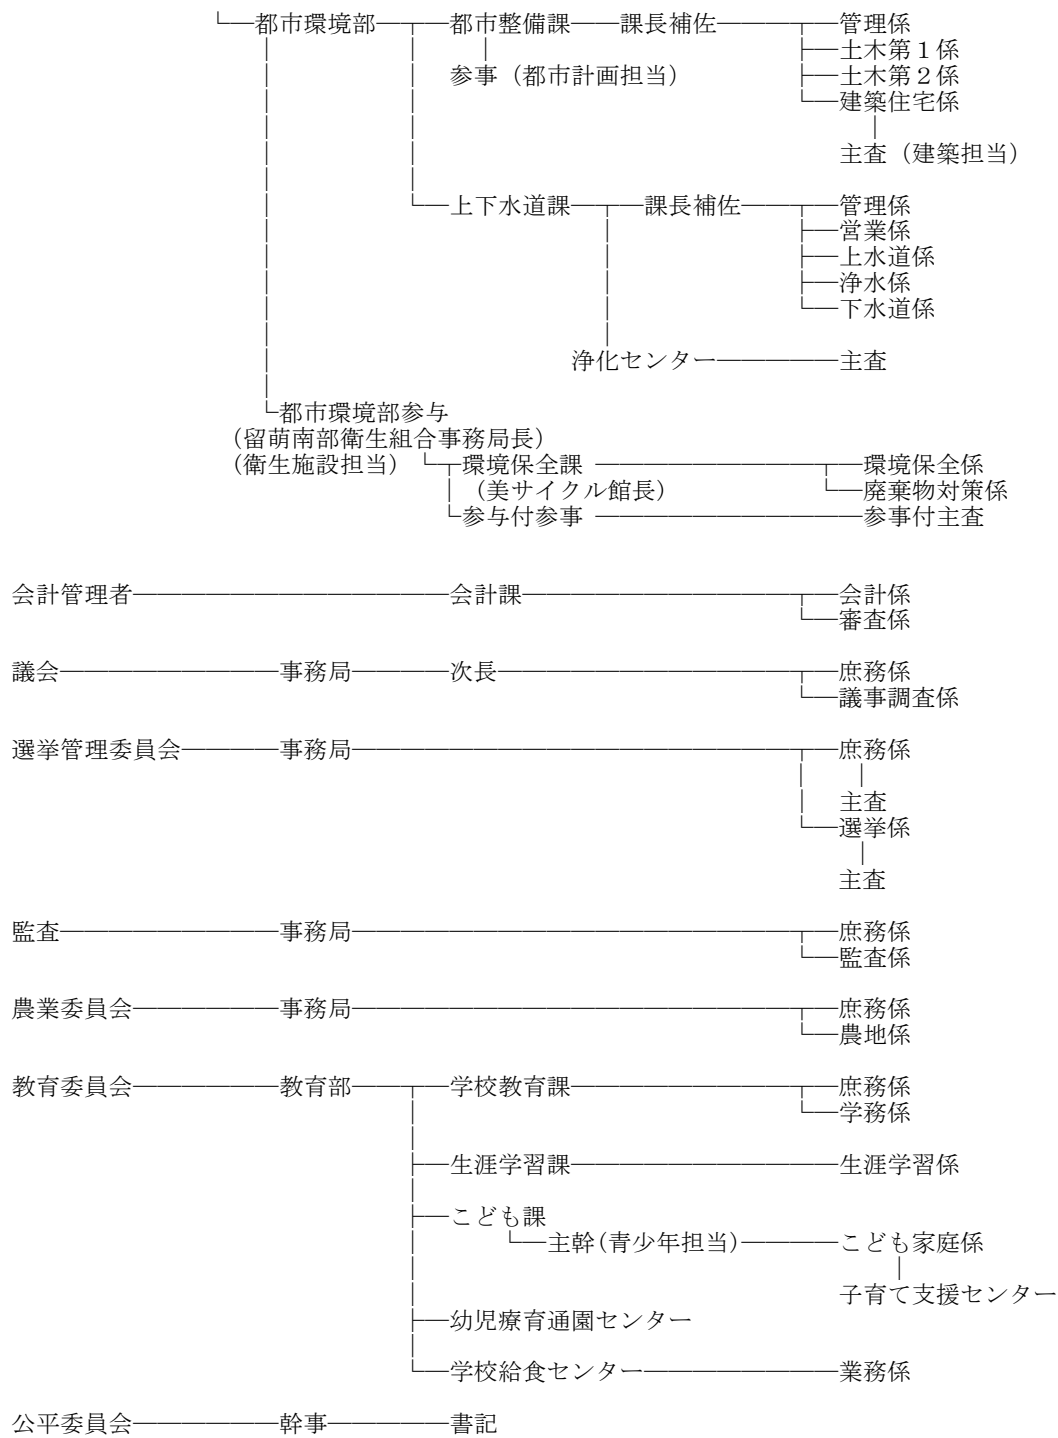 都市環境部 都市整備課 課長補佐 管理係
土木第１係
参事（都市計画担当） 土木第２係
建築住宅係
主査（建築担当）
上下水道課 課長補佐 管理係
営業係
上水道係
浄水係
下水道係
浄化センター 主査
都市環境部参与
（留萌南部衛生組合事務局長）
（衛生施設担当） 環境保全課 環境保全係
（美サイクル館長） 廃棄物対策係
参与付参事 参事付主査
会計管理者 会計課 会計係
審査係
議会 事務局 次長 庶務係
議事調査係
選挙管理委員会 事務局 庶務係
主査
選挙係
主査
監査 事務局 庶務係
監査係
農業委員会 事務局 庶務係
農地係
教育委員会 教育部 学校教育課 庶務係
学務係
生涯学習課 生涯学習係
こども課
主幹(青少年担当) こども家庭係
子育て支援センター
幼児療育通園センター
学校給食センター 業務係
公平委員会 幹事 書記